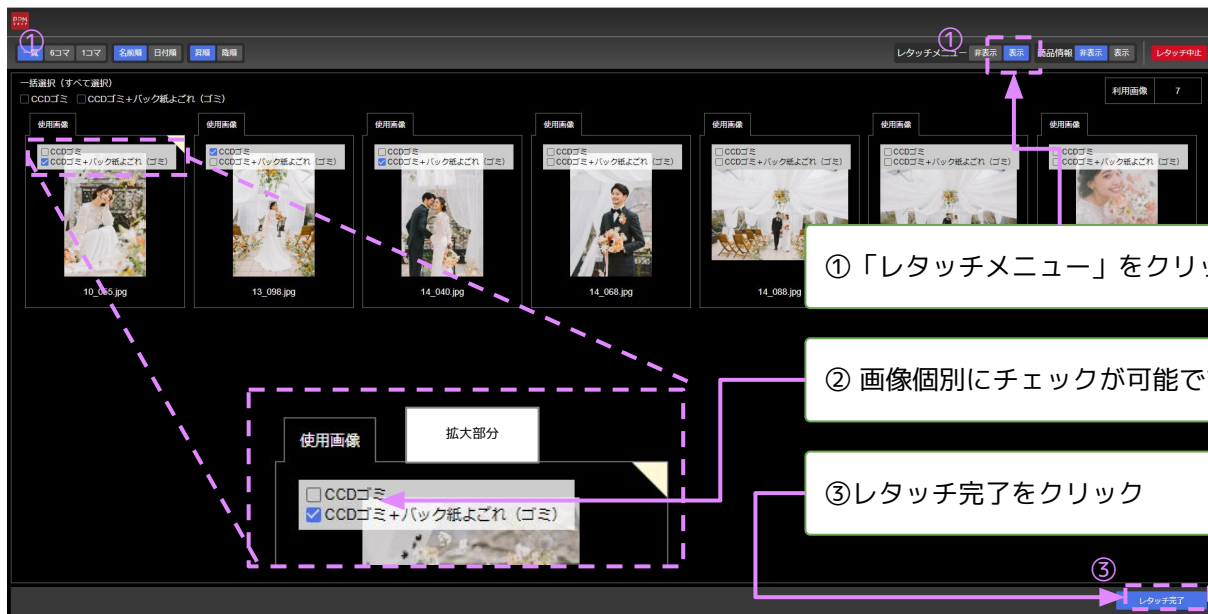 PPM
①
①
一覧 6コマ 1コマ 名前順 日付順 昇順 降順
レタッチメニュー 非表示 表示 商品情報 非表示 表示 レタッチ中止
一括選択(すべて選択)
CCDゴミ CCDゴミ+バック紙よごれ(ゴミ)
利用画像 7
使用画像 使用画像 使用画像 使用画像 使用画像 使用画像 使用画像
CCDゴミ CCDゴミ CCDゴミ CCDゴミ CCDゴミ CCDゴミ CCDゴミ
CCDゴミ+バック紙よごれ(ゴミ) CCDゴミ+バック紙よごれ(ゴミ) CCDゴミ+バック紙よごれ(ゴミ) CCDゴミ+バック紙よごれ(ゴミ) CCDゴミ+バック紙よごれ(ゴミ) CCDゴミ+バック紙よごれ(ゴミ) CCDゴミ+バック紙よごれ(ゴミ)
13_098.jpg 14_040.jpg 14_068.jpg 14_088.jpg
①「レタッチメニュー」をクリッ
② 画像個別にチェックが可能で
使用画像
拡大部分
CCDゴミ
CCDゴミ+バック紙よごれ(ゴミ)
③レタッチ完了をクリック
③
レタッチ完了